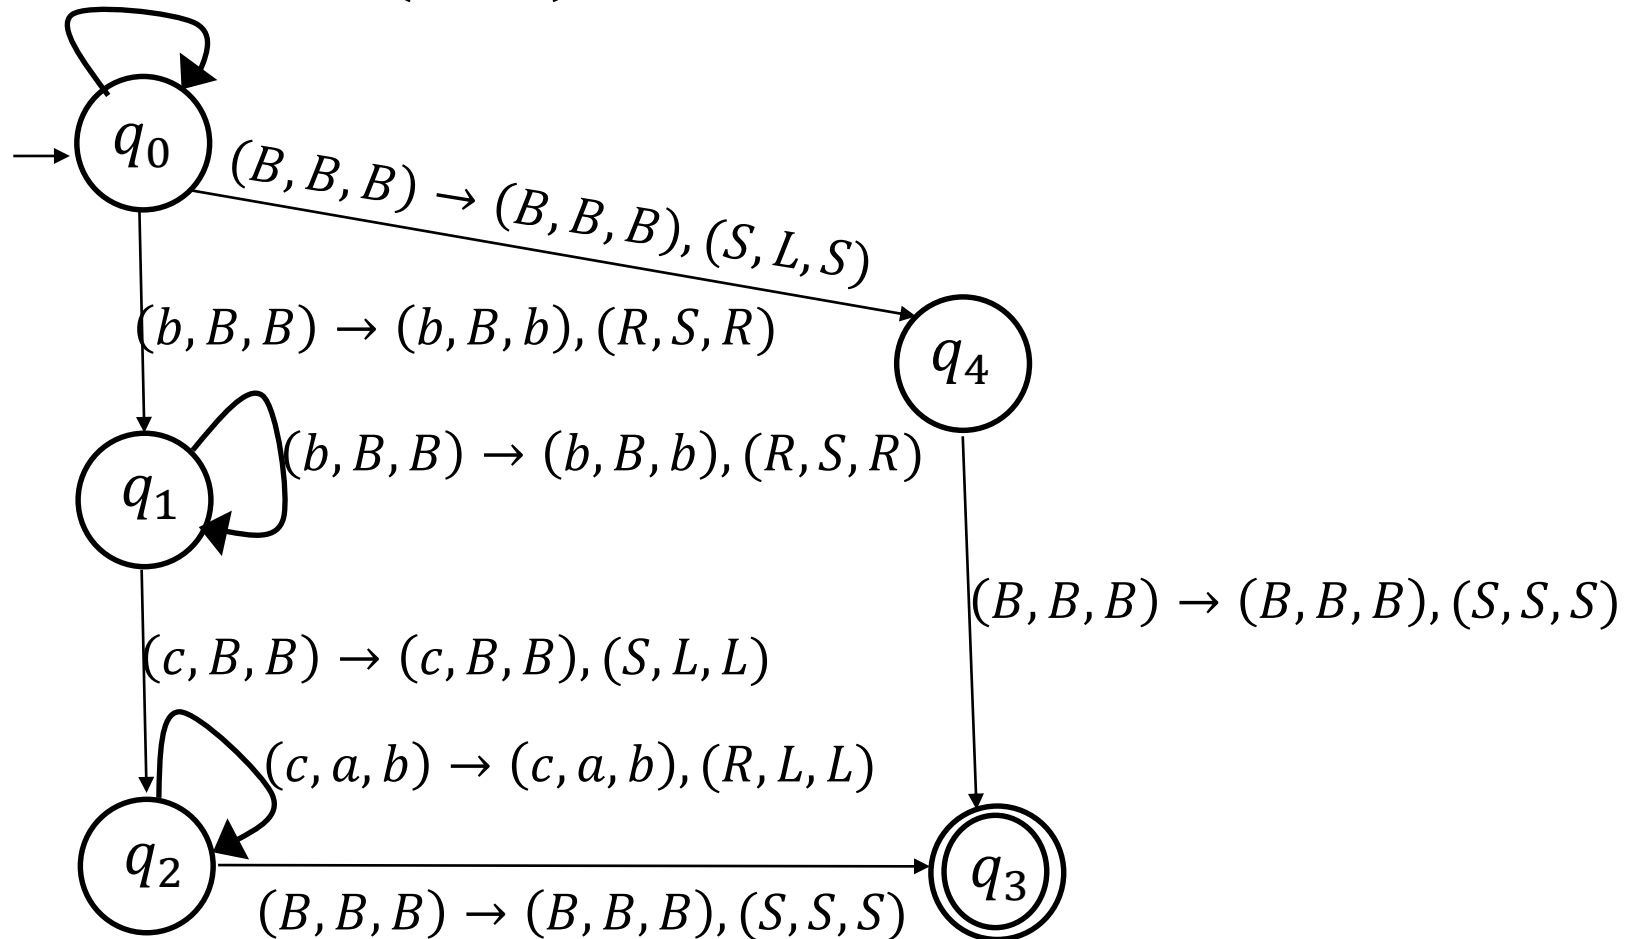 q₀
(B, B, B) → (B, B, B), (S, L, S)
(b, B, B) → (b, B, b), (R, S, R)
q₄
(b, B, B) → (b, B, b), (R, S, R)
q₁
(B, B, B) → (B, B, B), (S, S, S)
(c, B, B) → (c, B, B), (S, L, L)
(c, a, b) → (c, a, b), (R, L, L)
q₂
q₃
(B, B, B) → (B, B, B), (S, S, S)